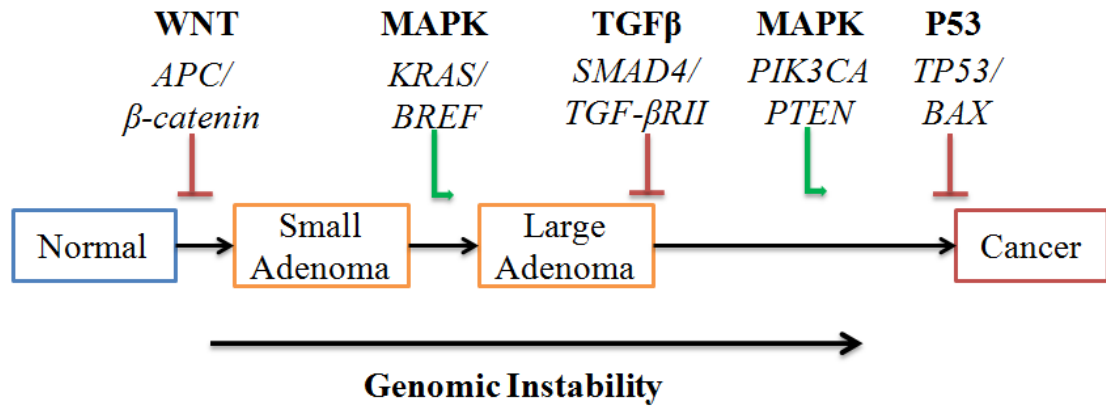 WNT MAPK TGFβ MAPK P53
APC/ KRAS/ SMAD4/ PIK3CA TP53/
β-catenin BREF TGF-βRII PTEN BAX
Normal
Small
Adenoma
Large
Adenoma
Cancer
Genomic Instability